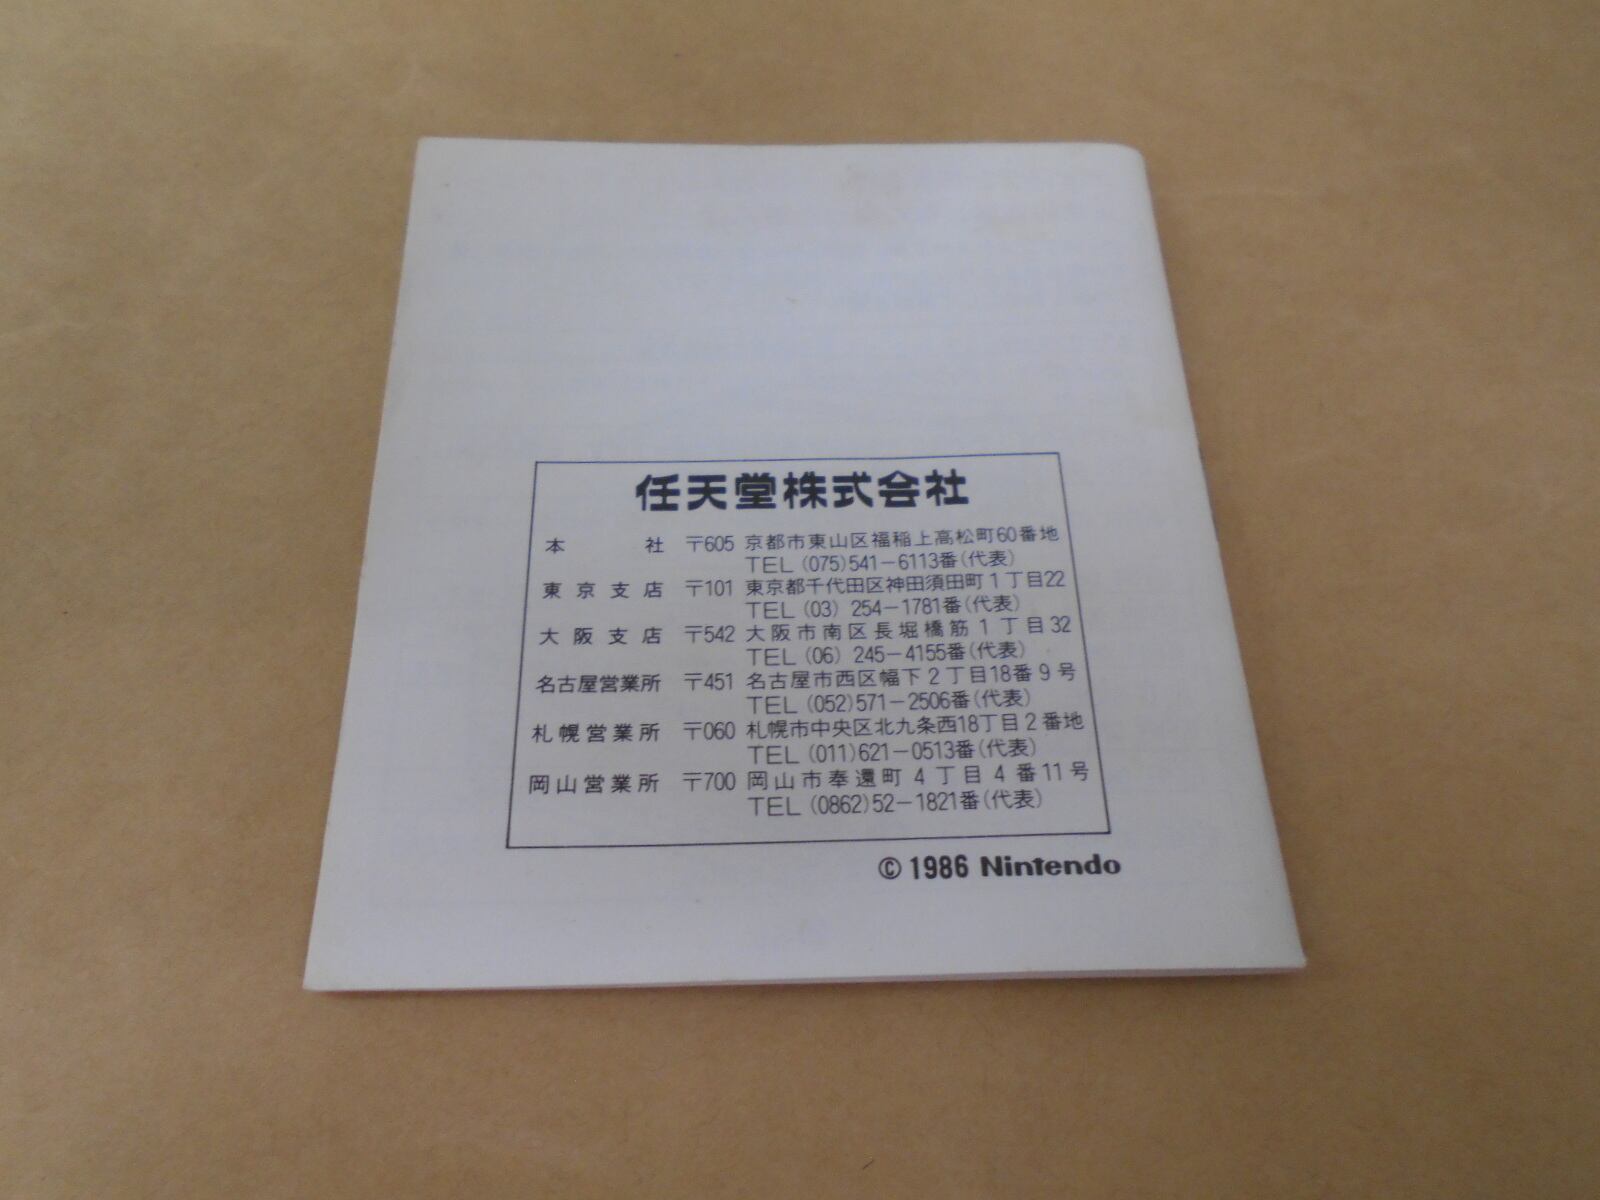 任天堂株式会社
本社 〒605 京都市東山区福稲上高松町60番地
TEL (075)541-6113番(代表)
東京支店 〒101 東京都千代田区神田須田町1丁目22
TEL (03) 254-1781番(代表)
大阪支店 〒542 大阪市南区長堀橋筋1丁目32
TEL (06) 245-4155番(代表)
名古屋営業所 〒451 名古屋市西区幅下2丁目18番9号
TEL (052)571-2506番(代表)
札幌営業所 〒060 札幌市中央区北九条西18丁目2番地
TEL (011)621-0513番(代表)
岡山営業所 〒700 岡山市奉還町4丁目4番11号
TEL (0862)52-1821番(代表)
© 1986 Nintendo